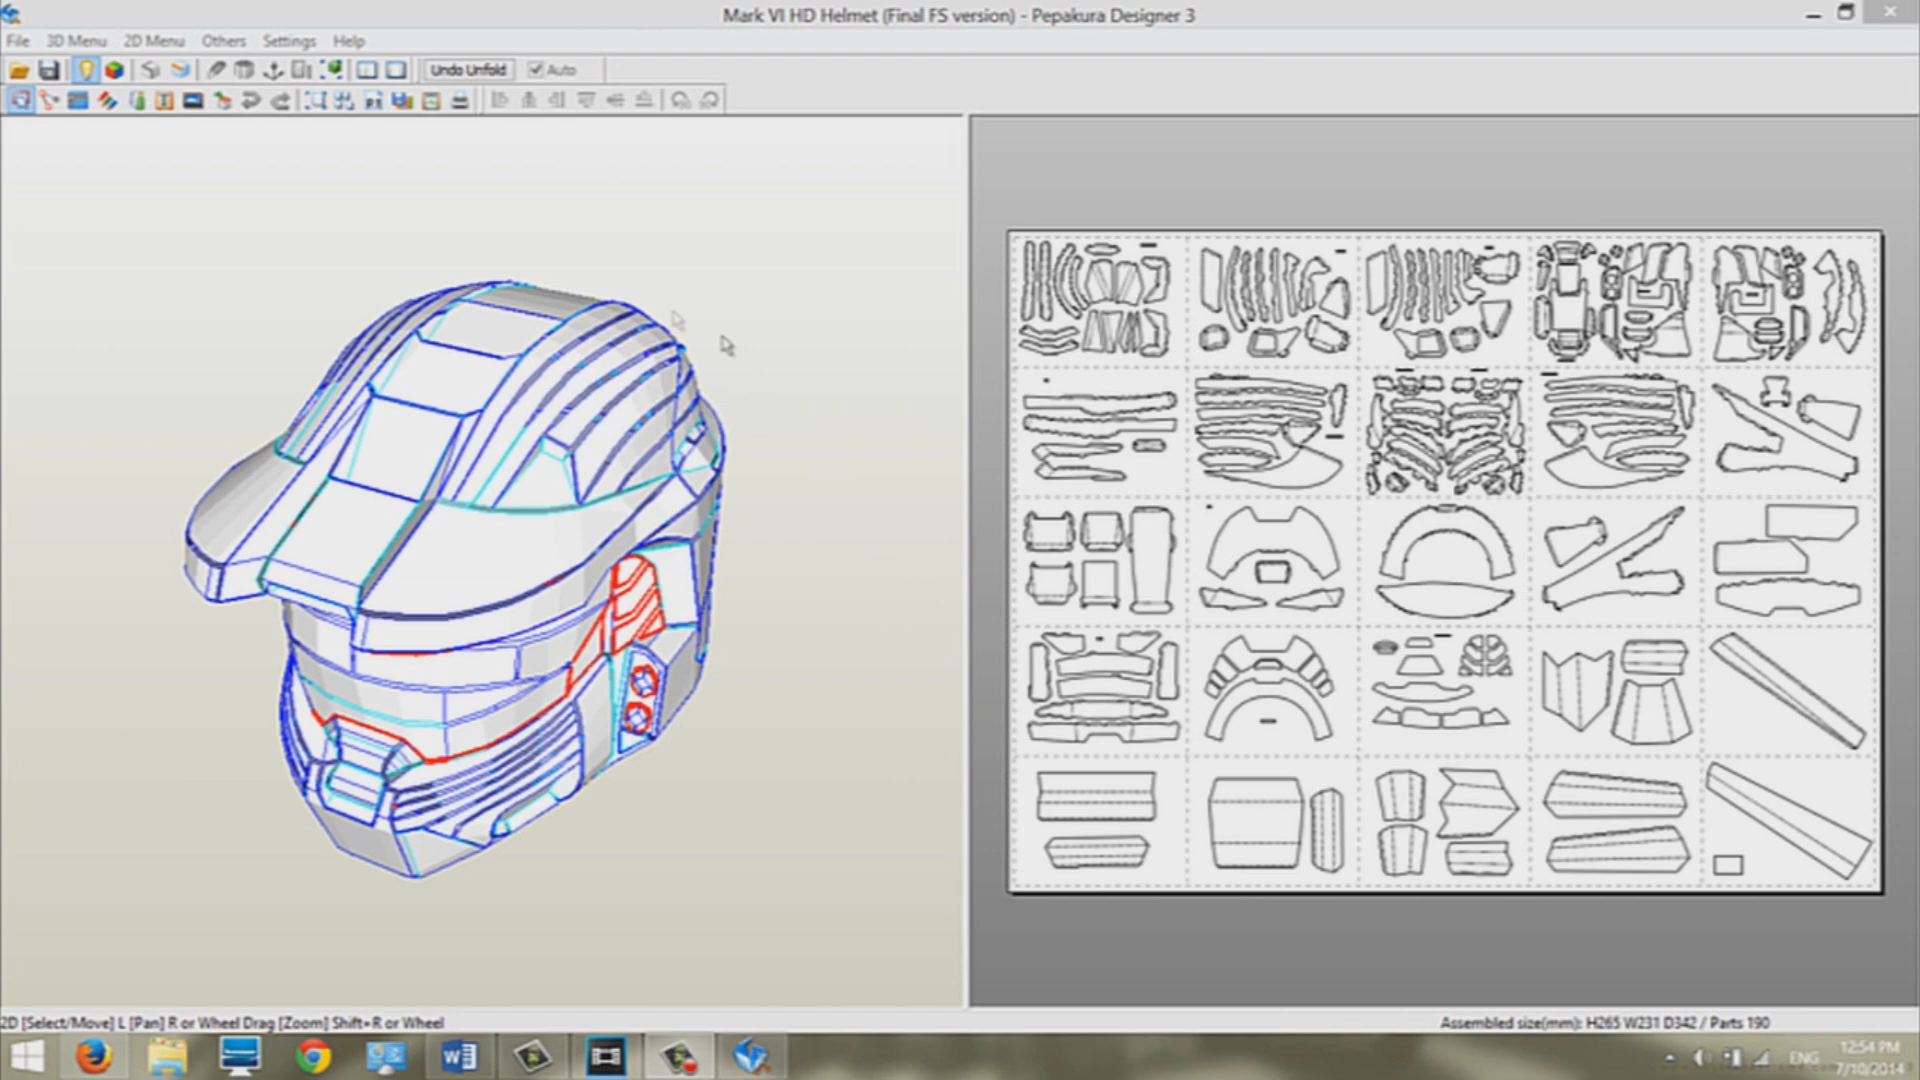 Mark VI HD Helmet (Final FS version) - Pepakura Designer 3
File 3D Menu 2D Menu Others Settings Help
Undo Unfold Auto
2D [Select/Move] L [Pan] R or Wheel Drag [Zoom] Shift+R or Wheel
Assembled size(mm): H265 W231 D342 / Parts 190
ENG
12:54 PM
7/10/2014